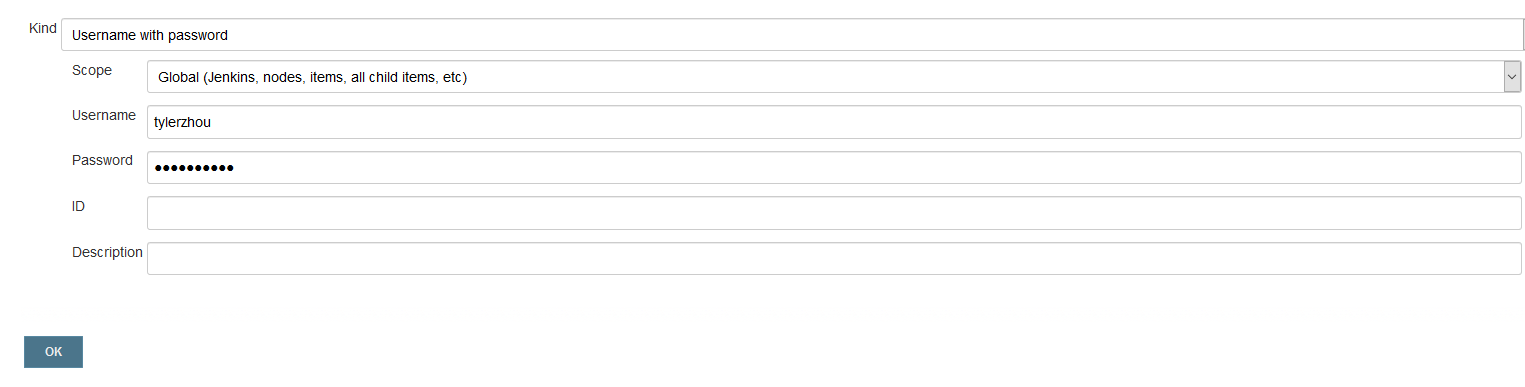 Kind Username with password
Scope Global (Jenkins, nodes, items, all child items, etc)
Username tylerzhou
Password ●●●●●●●●●●
ID
Description
OK